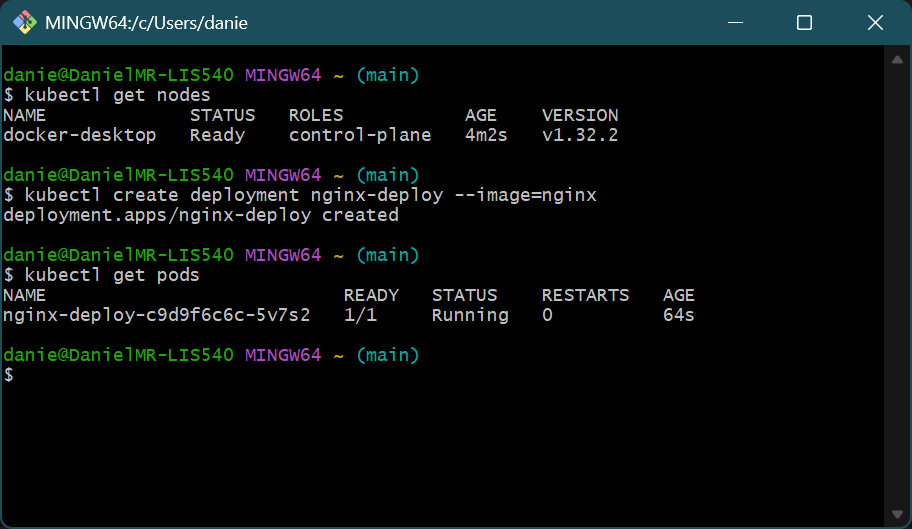 MINGW64:/c/Users/danie
danie@DanielMR-LIS540 MINGW64 ~ (main)
$ kubectl get nodes
NAME             STATUS   ROLES           AGE    VERSION
docker-desktop   Ready    control-plane   4m2s   v1.32.2
danie@DanielMR-LIS540 MINGW64 ~ (main)
$ kubectl create deployment nginx-deploy --image=nginx
deployment.apps/nginx-deploy created
danie@DanielMR-LIS540 MINGW64 ~ (main)
$ kubectl get pods
NAME                           READY   STATUS    RESTARTS   AGE
nginx-deploy-c9d9f6c6c-5v7s2   1/1     Running   0          64s
danie@DanielMR-LIS540 MINGW64 ~ (main)
$